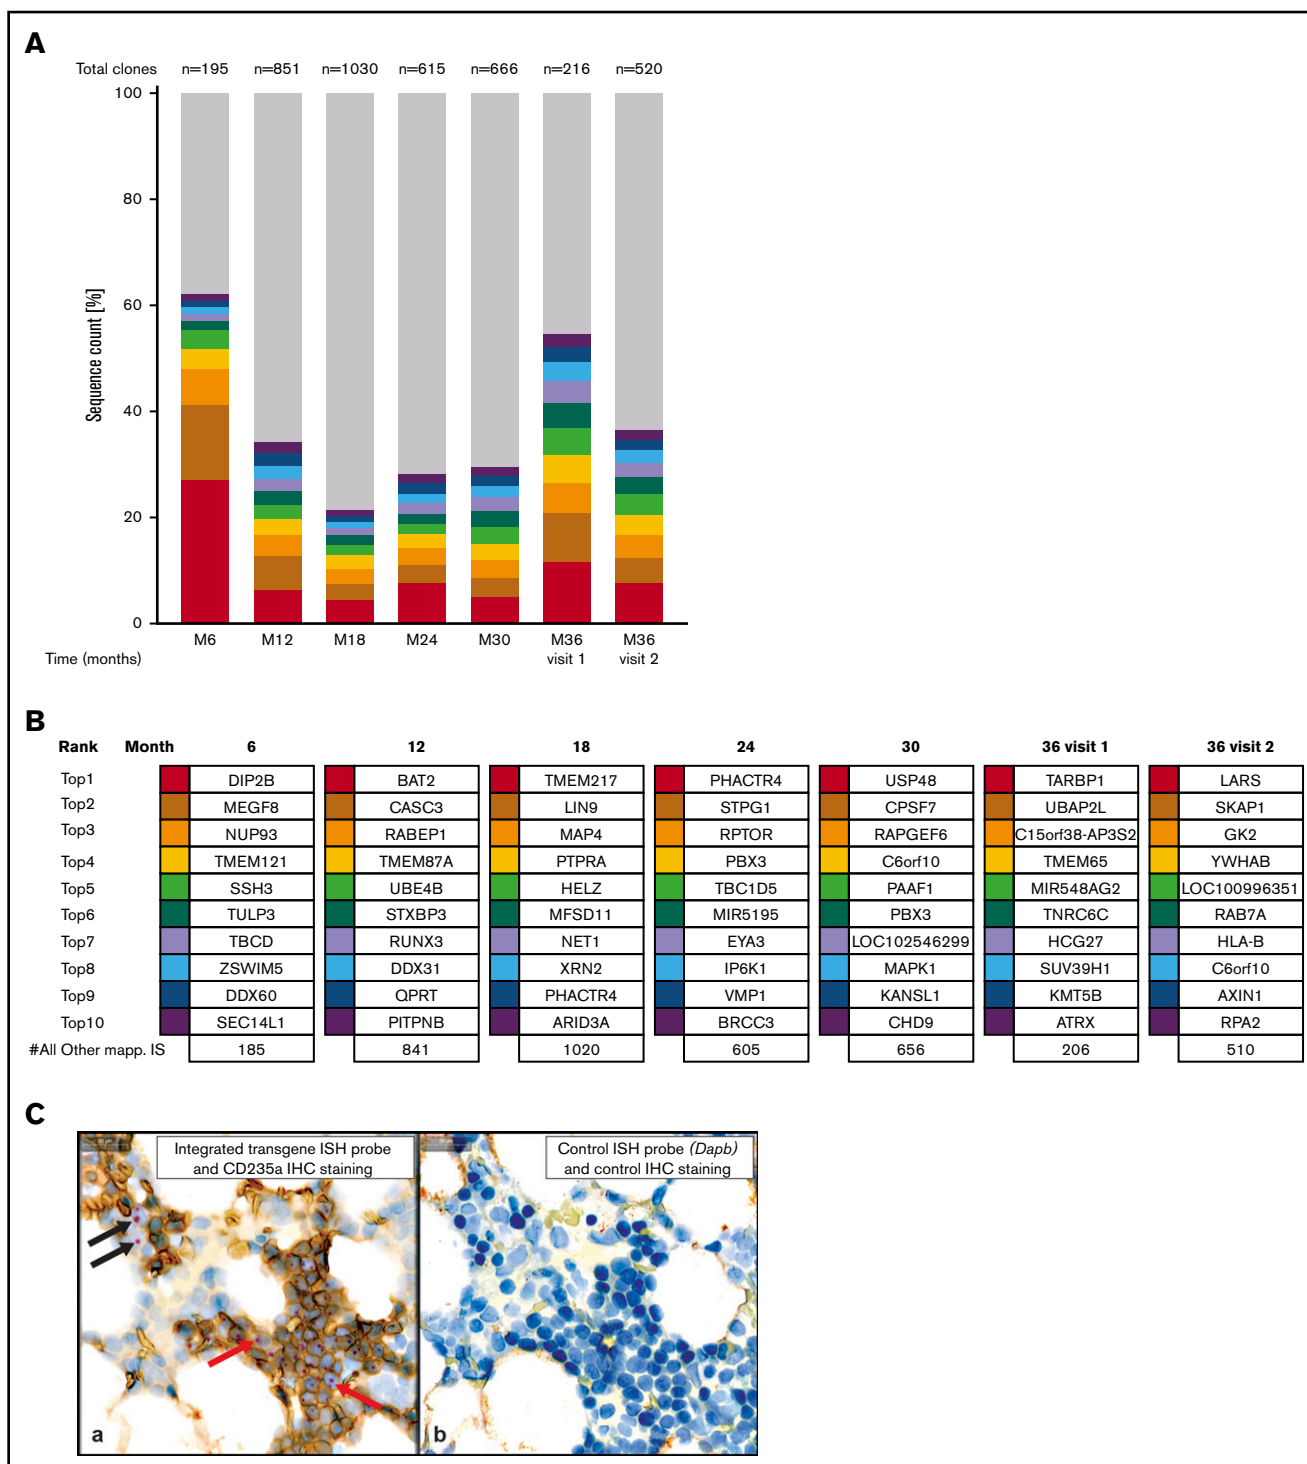 A
Total clones n=195 n=851 n=1030 n=615 n=666 n=216 n=520
100
80
60
40
20
0
Sequence count [%]
M6 M12 M18 M24 M30 M36 M36
Time (months) visit 1 visit 2
B
Rank Month 6 12 18 24 30 36 visit 1 36 visit 2
Top1 DIP2B BAT2 TMEM217 PHACTR4 USP48 TARBP1 LARS
Top2 MEGF8 CASC3 LIN9 STPG1 CPSF7 UBAP2L SKAP1
Top3 NUP93 RABEP1 MAP4 RPTOR RAPGEF6 C15orf38-AP3S2 GK2
Top4 TMEM121 TMEM87A PTPRA PBX3 C6orf10 TMEM65 YWHAB
Top5 SSH3 UBE4B HELZ TBC1D5 PAAF1 MIR548AG2 LOC100996351
Top6 TULP3 STXBP3 MFSD11 MIR5195 PBX3 TNRC6C RAB7A
Top7 TBCD RUNX3 NET1 EYA3 LOC102546299 HCG27 HLA-B
Top8 ZSWIM5 DDX31 XRN2 IP6K1 MAPK1 SUV39H1 C6orf10
Top9 DDX60 QPRT PHACTR4 VMP1 KANSL1 KMT5B AXIN1
Top10 SEC14L1 PITPNB ARID3A BRCC3 CHD9 ATRX RPA2
#All Other mapp. IS 185 841 1020 605 656 206 510
C
Integrated transgene ISH probe
and CD235a IHC staining
Control ISH probe (Dapb)
and control IHC staining
a
b